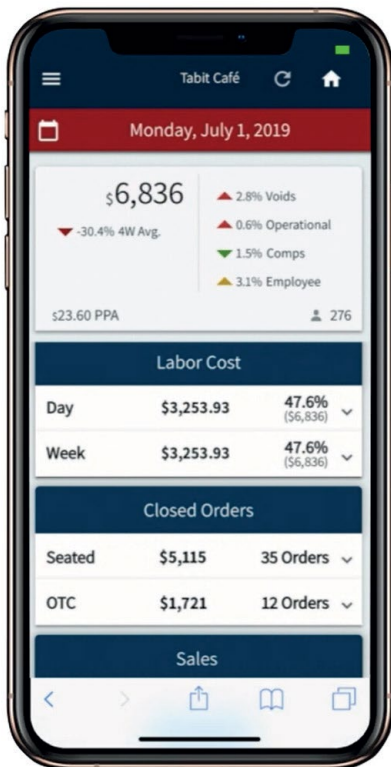 Tabit Café
Monday, July 1, 2019
$6,836
-30.4% 4W Avg.
2.8% Voids
0.6% Operational
1.5% Comps
3.1% Employee
$23.60 PPA
276
Labor Cost
Day $3,253.93 47.6%
($6,836)
Week $3,253.93 47.6%
($6,836)
Closed Orders
Seated $5,115 35 Orders
OTC $1,721 12 Orders
Sales